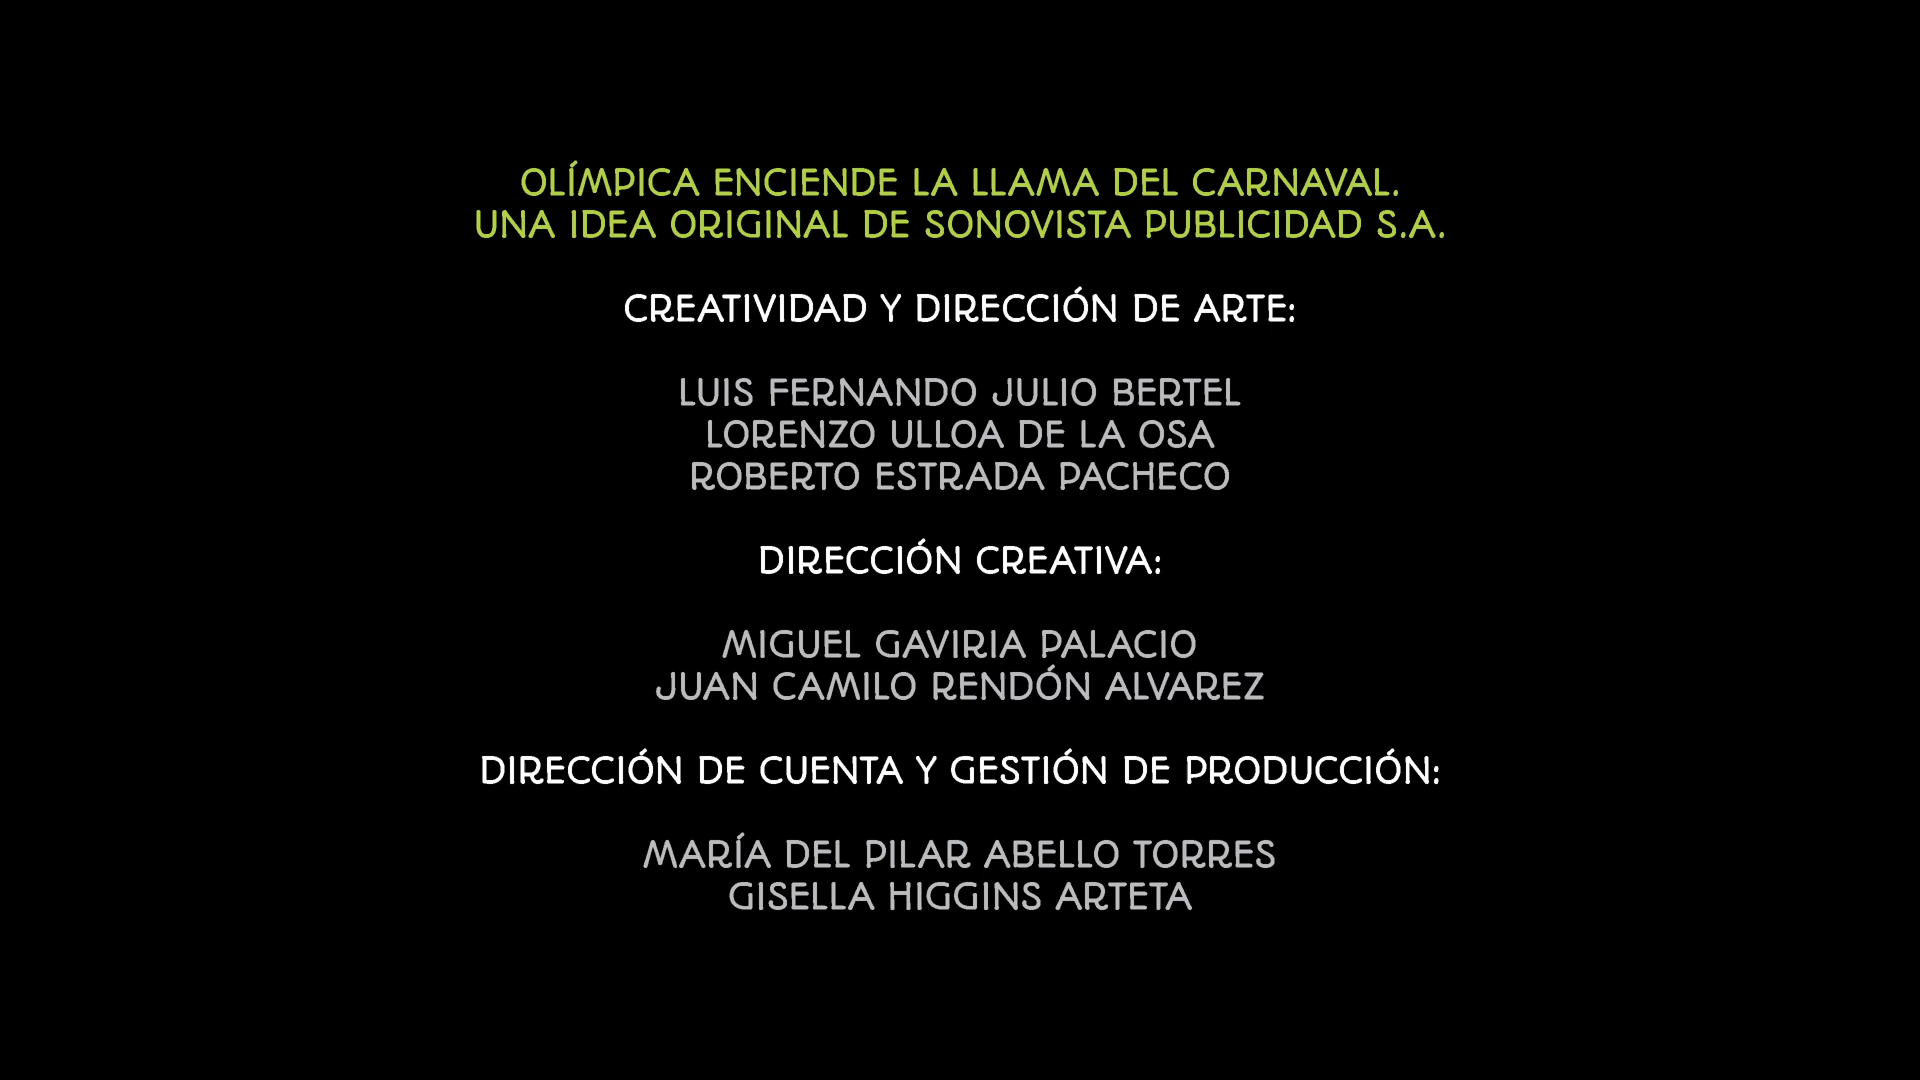 OLÍMPICA ENCIENDE LA LLAMA DEL CARNAVAL.
UNA IDEA ORIGINAL DE SONOVISTA PUBLICIDAD S.A.
CREATIVIDAD Y DIRECCIÓN DE ARTE:
LUIS FERNANDO JULIO BERTEL
LORENZO ULLOA DE LA OSA
ROBERTO ESTRADA PACHECO
DIRECCIÓN CREATIVA:
MIGUEL GAVIRIA PALACIO
JUAN CAMILO RENDÓN ALVAREZ
DIRECCIÓN DE CUENTA Y GESTIÓN DE PRODUCCIÓN:
MARÍA DEL PILAR ABELLO TORRES
GISELLA HIGGINS ARTETA